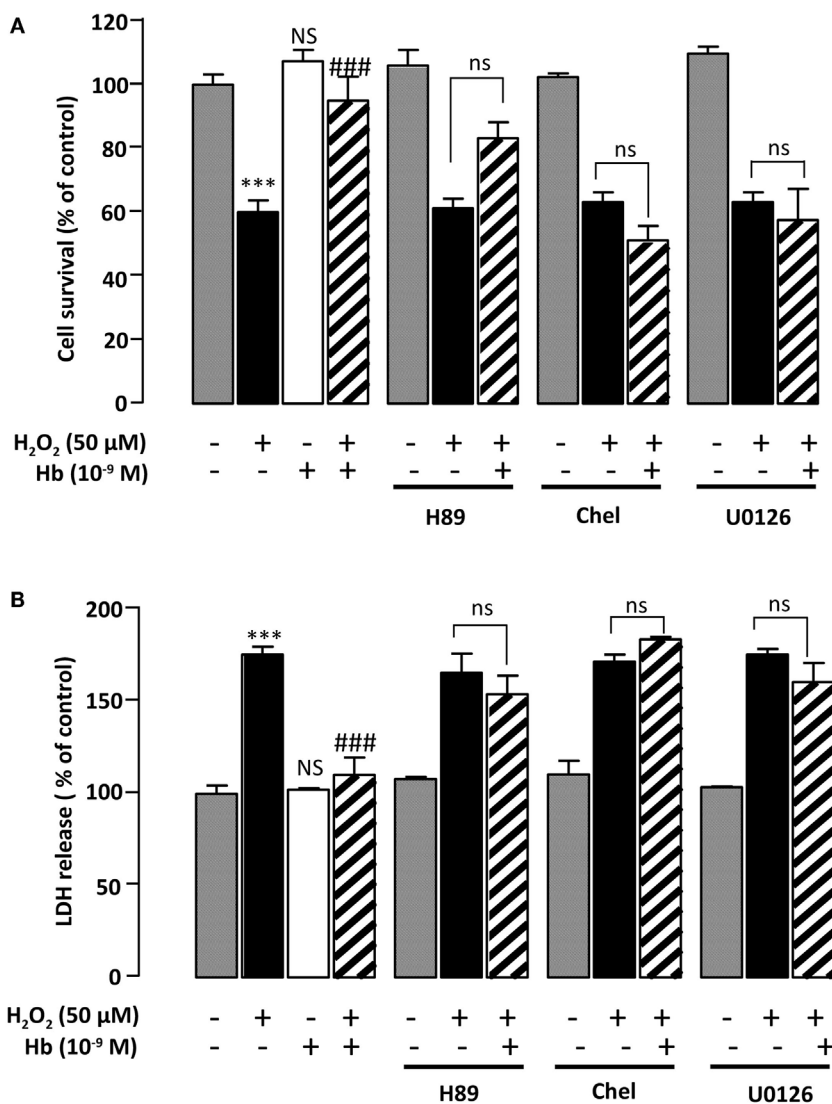 A
Cell survival (% of control)
120
100
80
60
40
20
0
***
NS
###
ns
ns
ns
H₂O₂ (50 µM) - + - + - + + - + + - + +
Hb (10⁻⁹ M) - - + + - - + - - + - - +
H89 Chel U0126
B
LDH release ( % of control)
200
150
100
50
0
***
NS
###
ns
ns
ns
H₂O₂ (50 µM) - + - + - + + - + + - + +
Hb (10⁻⁹ M) - - + + - - + - - + - - +
H89 Chel U0126